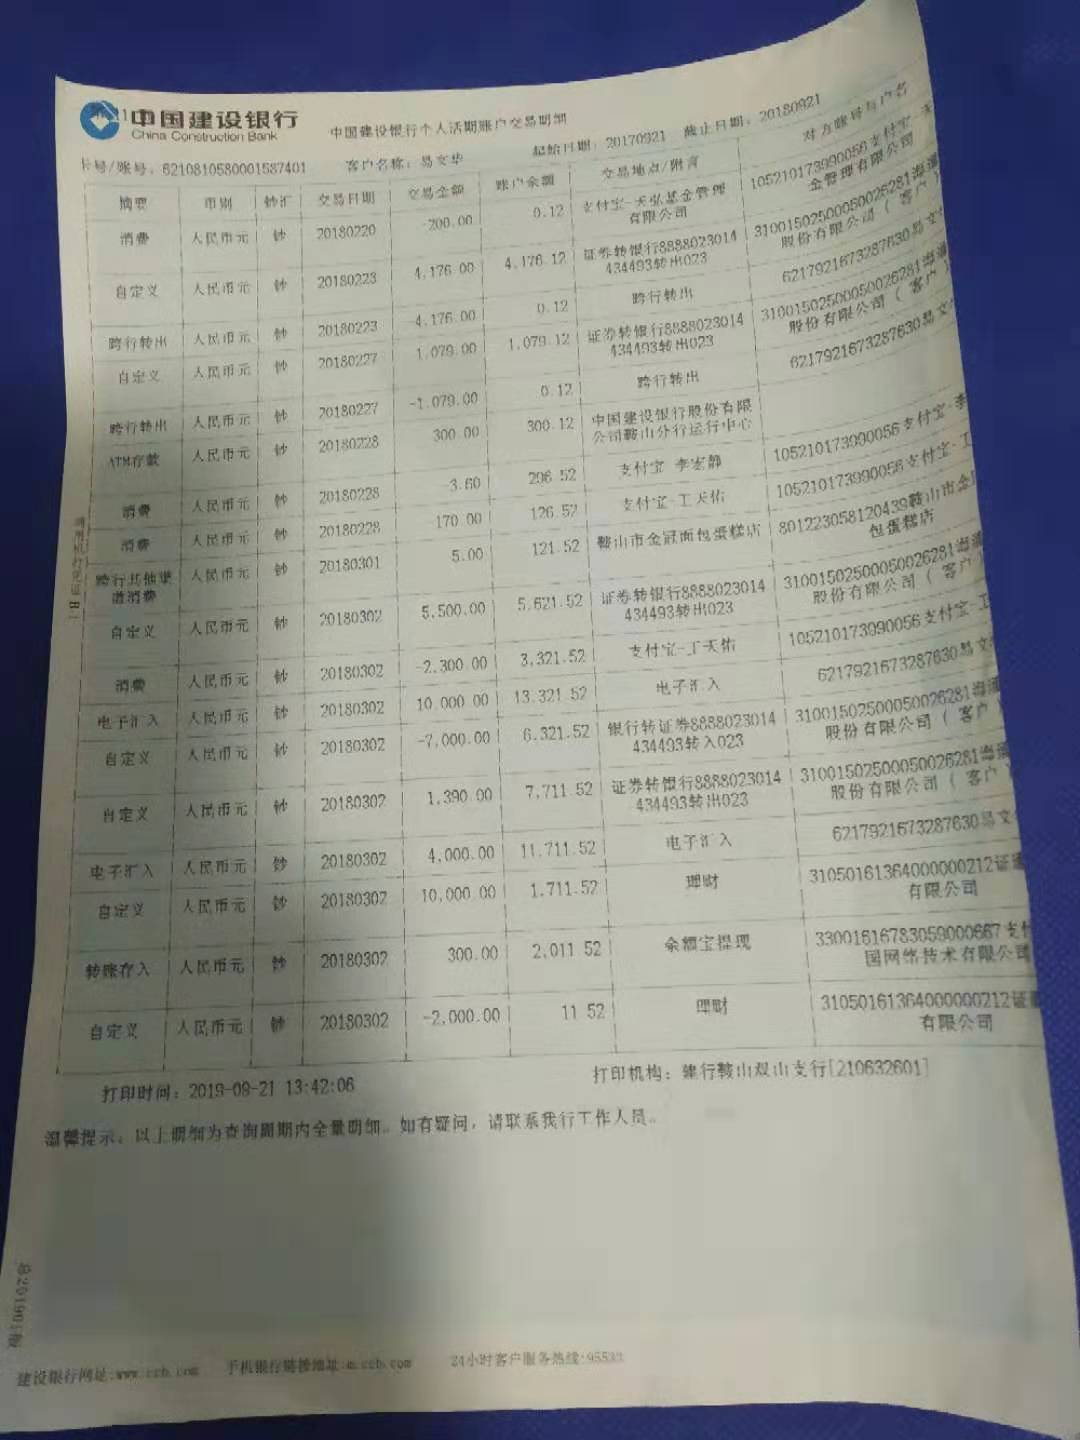 中国建设银行
China Construction Bank
中国建设银行个人活期账户交易明细
卡号/账号：6210810580001587401 客户名称：易文华 起始日期：20170921 截止日期：20180921
摘要 币别 钞汇 交易日期 交易金额 账户余额 交易地点/附言 对方账号与户名
消费 人民币元 钞 20180220 -200.00 0.12 支付宝-天弘基金管理有限公司 105210173990056支付宝-天 金管理有限公司
自定义 人民币元 钞 20180223 4,176.00 4,176.12 证券转银行8888023014434493转出023 31001502500050026281海通 股份有限公司（客户）
跨行转出 人民币元 钞 20180223 4,176.00 0.12 跨行转出 6217921673287630易文
自定义 人民币元 钞 20180227 1,079.00 1,079.12 证券转银行8888023014434493转出023 31001502500050026281海通 股份有限公司（客户）
跨行转出 人民币元 钞 20180227 -1,079.00 0.12 跨行转出 6217921673287630易文
ATM存款 人民币元 钞 20180228 300.00 300.12 中国建设银行股份有限公司鞍山分行运行中心
消费 人民币元 钞 20180228 3.60 296.52 支付宝-李宏静 105210173990056支付宝-李
消费 人民币元 钞 20180228 170.00 126.52 支付宝-王天佑 105210173990056支付宝-王
跨行其他渠道消费 人民币元 钞 20180301 5.00 121.52 鞍山市金冠面包蛋糕店 801223058120439鞍山市金 包蛋糕店
自定义 人民币元 钞 20180302 5,500.00 5,621.52 证券转银行8888023014434493转出023 31001502500050026281海通 股份有限公司（客户）
消费 人民币元 钞 20180302 -2,300.00 3,321.52 支付宝-王天佑 105210173990056支付宝-王
电子汇入 人民币元 钞 20180302 10,000.00 13,321.52 电子汇入 6217921673287630易文
自定义 人民币元 钞 20180302 -7,000.00 6,321.52 银行转证券8888023014434493转入023 31001502500050026281海通 股份有限公司（客户）
自定义 人民币元 钞 20180302 1,390.00 7,711.52 证券转银行8888023014434493转出023 31001502500050026281海通 股份有限公司（客户）
电子汇入 人民币元 钞 20180302 4,000.00 11,711.52 电子汇入 6217921673287630易文
自定义 人民币元 钞 20180302 10,000.00 1,711.52 理财 31050161364000000212证通 有限公司
转账存入 人民币元 钞 20180302 300.00 2,011.52 余额宝提现 33001616783059000667支付 国网络技术有限公司
自定义 人民币元 钞 20180302 -2,000.00 11.52 理财 31050161364000000212证通 有限公司
打印时间：2019-09-21 13:42:06 打印机构：建行鞍山双山支行[210632601]
温馨提示：以上明细为查询周期内全量明细。如有疑问，请联系我行工作人员。
建设银行网址：www.ccb.com 手机银行链接地址：m.ccb.com 24小时客户服务热线：95533